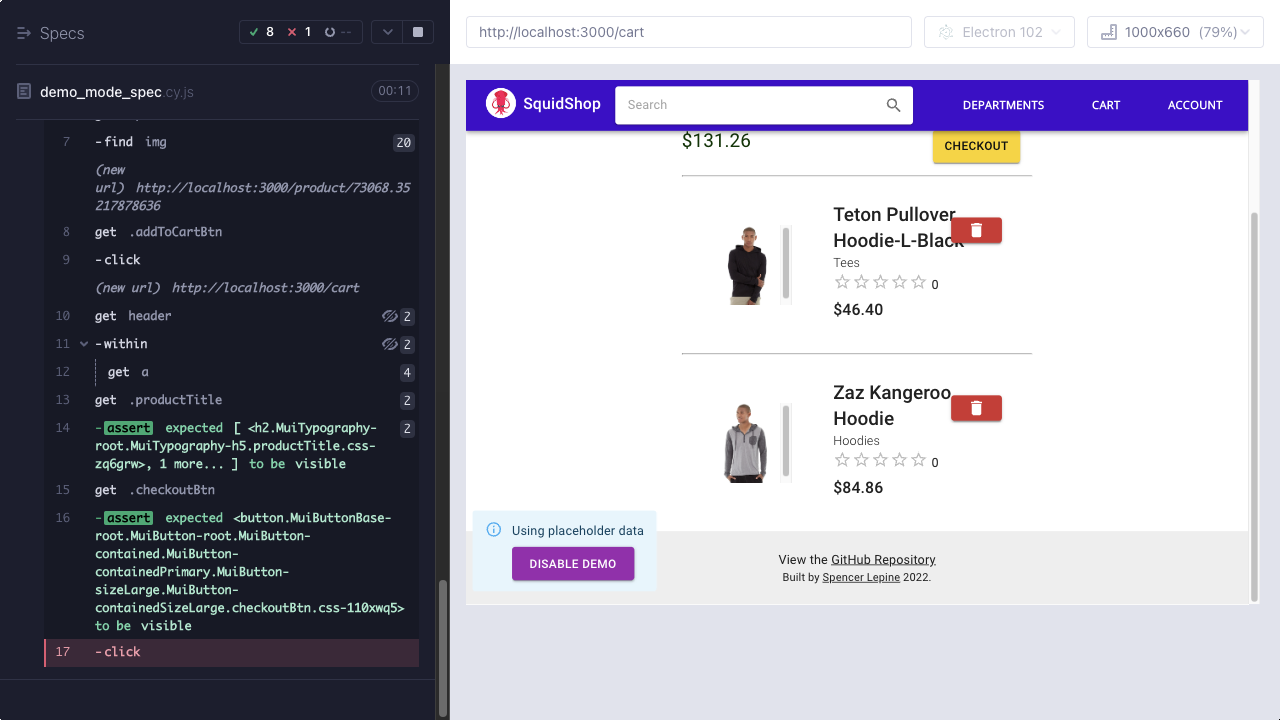 Specs
8 1 --
http://localhost:3000/cart
Electron 102
1000x660 (79%)
demo_mode_spec.cy.js
00:11
7 -find img 20
(new
url) http://localhost:3000/product/73068.35
217878636
8 get .addToCartBtn
9 -click
(new url) http://localhost:3000/cart
10 get header 2
11 -within 2
12 get a 4
13 get .productTitle 2
14 -assert expected [ <h2.MuiTypography- 2
root.MuiTypography-h5.productTitle.css-
zq6grw>, 1 more... ] to be visible
15 get .checkoutBtn
16 -assert expected <button.MuiButtonBase-
root.MuiButton-root.MuiButton-
contained.MuiButton-
containedPrimary.MuiButton-
sizeLarge.MuiButton-
containedSizeLarge.checkoutBtn.css-110xwq5>
to be visible
17 -click
SquidShop
Search
DEPARTMENTS
CART
ACCOUNT
$131.26
CHECKOUT
Teton Pullover
Hoodie-L-Black
Tees
0
$46.40
Zaz Kangeroo
Hoodie
Hoodies
0
$84.86
Using placeholder data
DISABLE DEMO
View the GitHub Repository
Built by Spencer Lepine 2022.